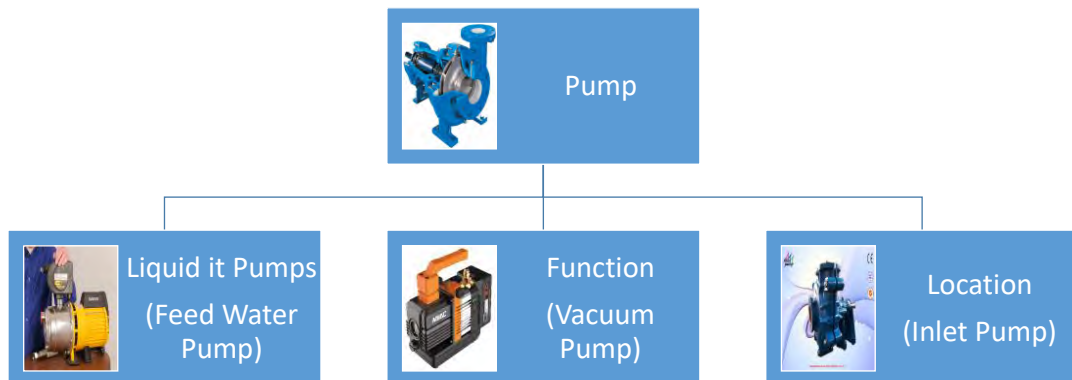 Pump
Liquid it Pumps
(Feed Water
Pump)
Function
(Vacuum
Pump)
Location
(Inlet Pump)